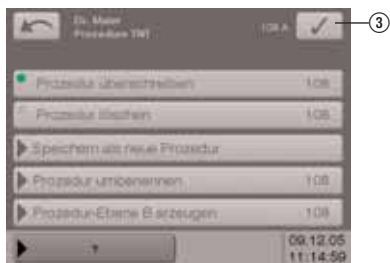 Dr. Maier
Prozedure TM1
108 A
3
Prozedur überschreiben 108
Prozedur löschen 108
Speichern als neue Prozedur
Prozedur umbenennen 108
Prozedur-Ebene B erzeugen 108
09.12.05
11:14:59